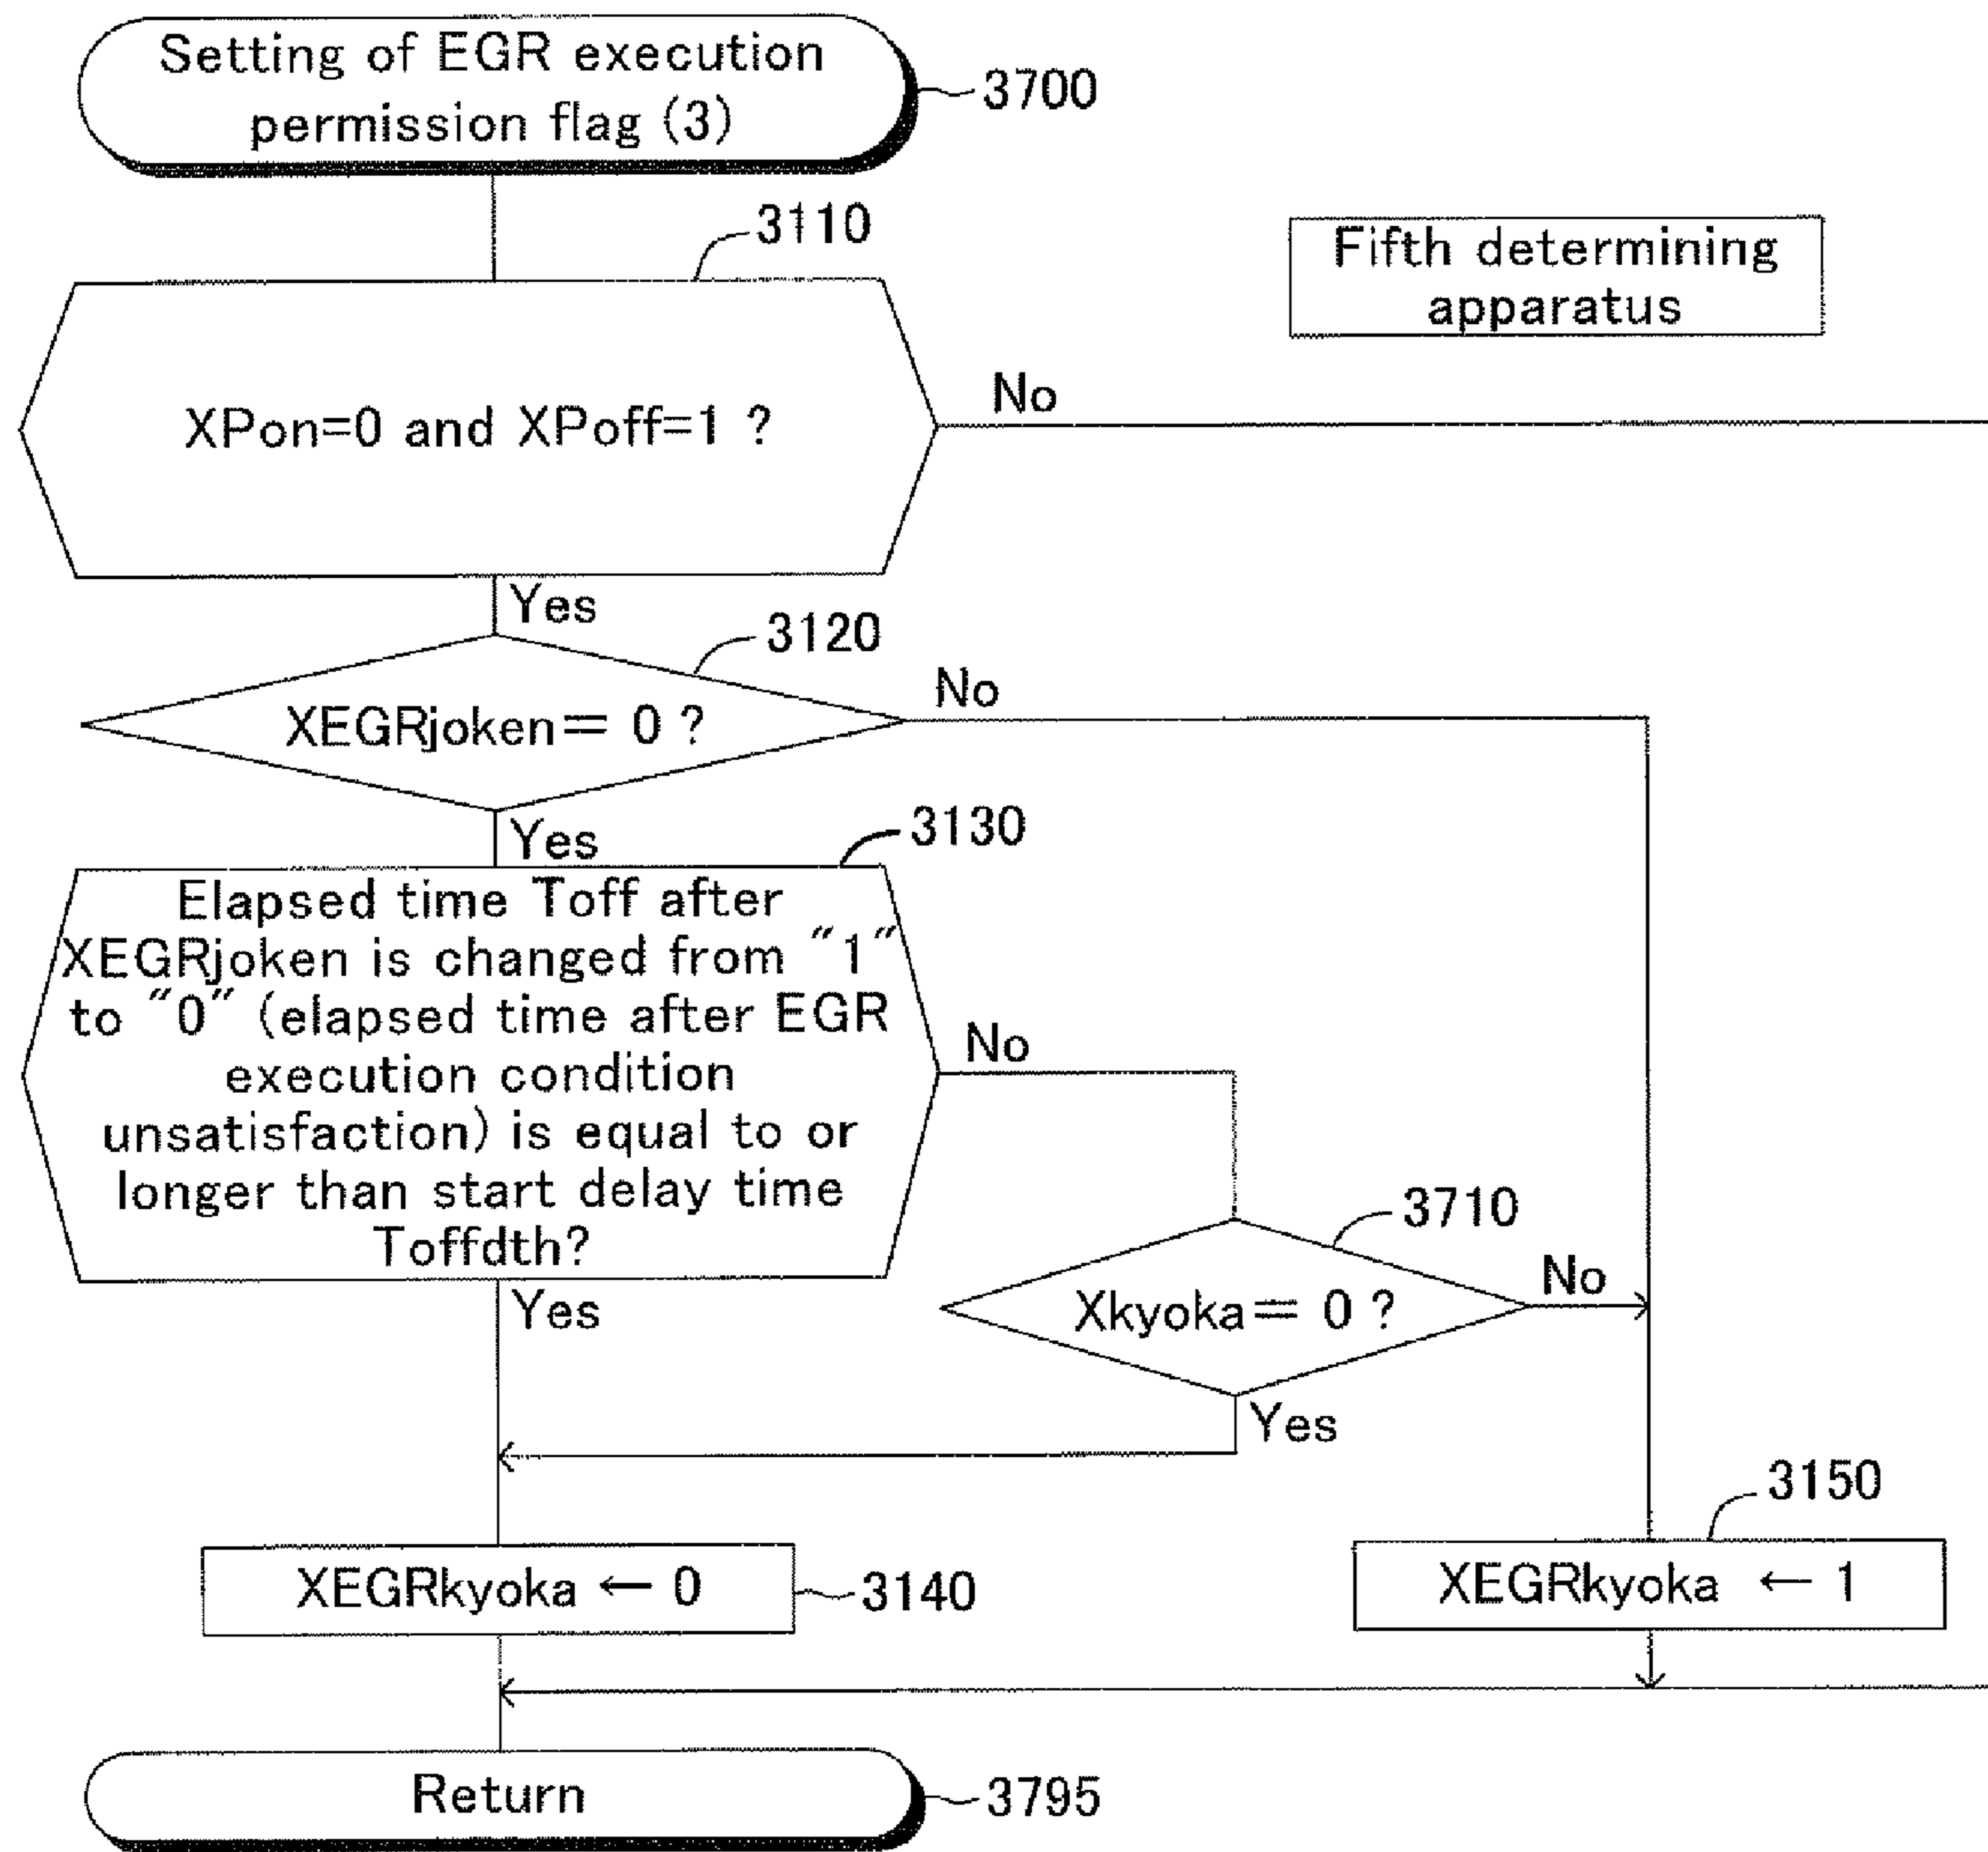 Setting of EGR execution
permission flag (3)
3700
3110
Fifth determining
apparatus
XPon=0 and XPoff=1 ?
No
Yes
3120
XEGRjoken= 0 ?
No
Yes
3130
Elapsed time Toff after
XEGRjoken is changed from "1"
to "0" (elapsed time after EGR
execution condition
unsatisfaction) is equal to or
longer than start delay time
Toffdth?
No
Yes
3710
Xkyoka= 0 ?
No
Yes
3150
XEGRkyoka ← 0
3140
XEGRkyoka ← 1
Return
3795